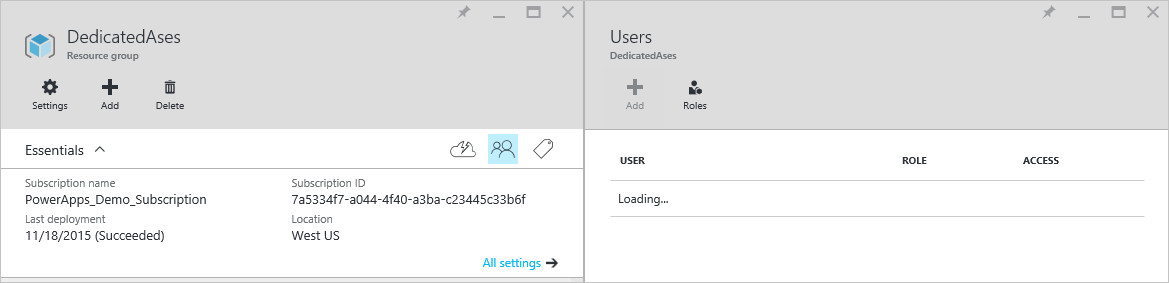 DedicatedAses
Resource group
Settings
Add
Delete
Essentials
Subscription name
Subscription ID
PowerApps_Demo_Subscription
7a5334f7-a044-4f40-a3ba-c23445c33b6f
Last deployment
Location
11/18/2015 (Succeeded)
West US
All settings
Users
DedicatedAses
Add
Roles
USER
ROLE
ACCESS
Loading...